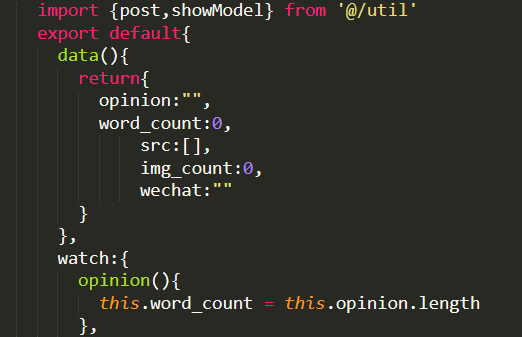 import {post,showModel} from '@/util'
export default{
data(){
return{
opinion:"",
word_count:0,
src:[],
img_count:0,
wechat:""
}
},
watch:{
opinion(){
this.word_count = this.opinion.length
},